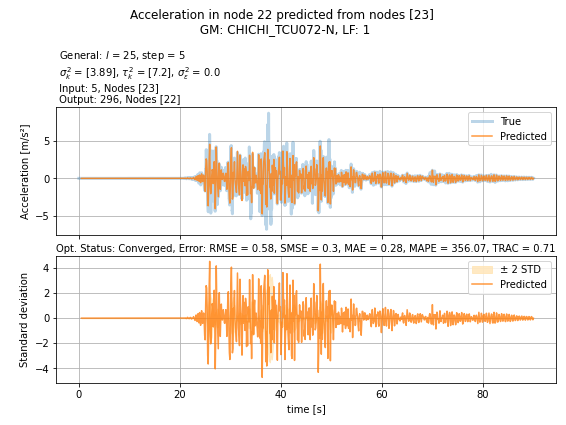 Acceleration in node 22 predicted from nodes [23]
GM: CHICHI_TCU072-N, LF: 1
General: l = 25, step = 5
σ²ₖ = [3.89], τ²ₖ = [7.2], σ²ε = 0.0
Input: 5, Nodes [23]
Output: 296, Nodes [22]
True
Predicted
Acceleration [m/s²]
5
0
−5
Opt. Status: Converged, Error: RMSE = 0.58, SMSE = 0.3, MAE = 0.28, MAPE = 356.07, TRAC = 0.71
± 2 STD
Predicted
Standard deviation
4
2
0
−2
−4
0 20 40 60 80
time [s]